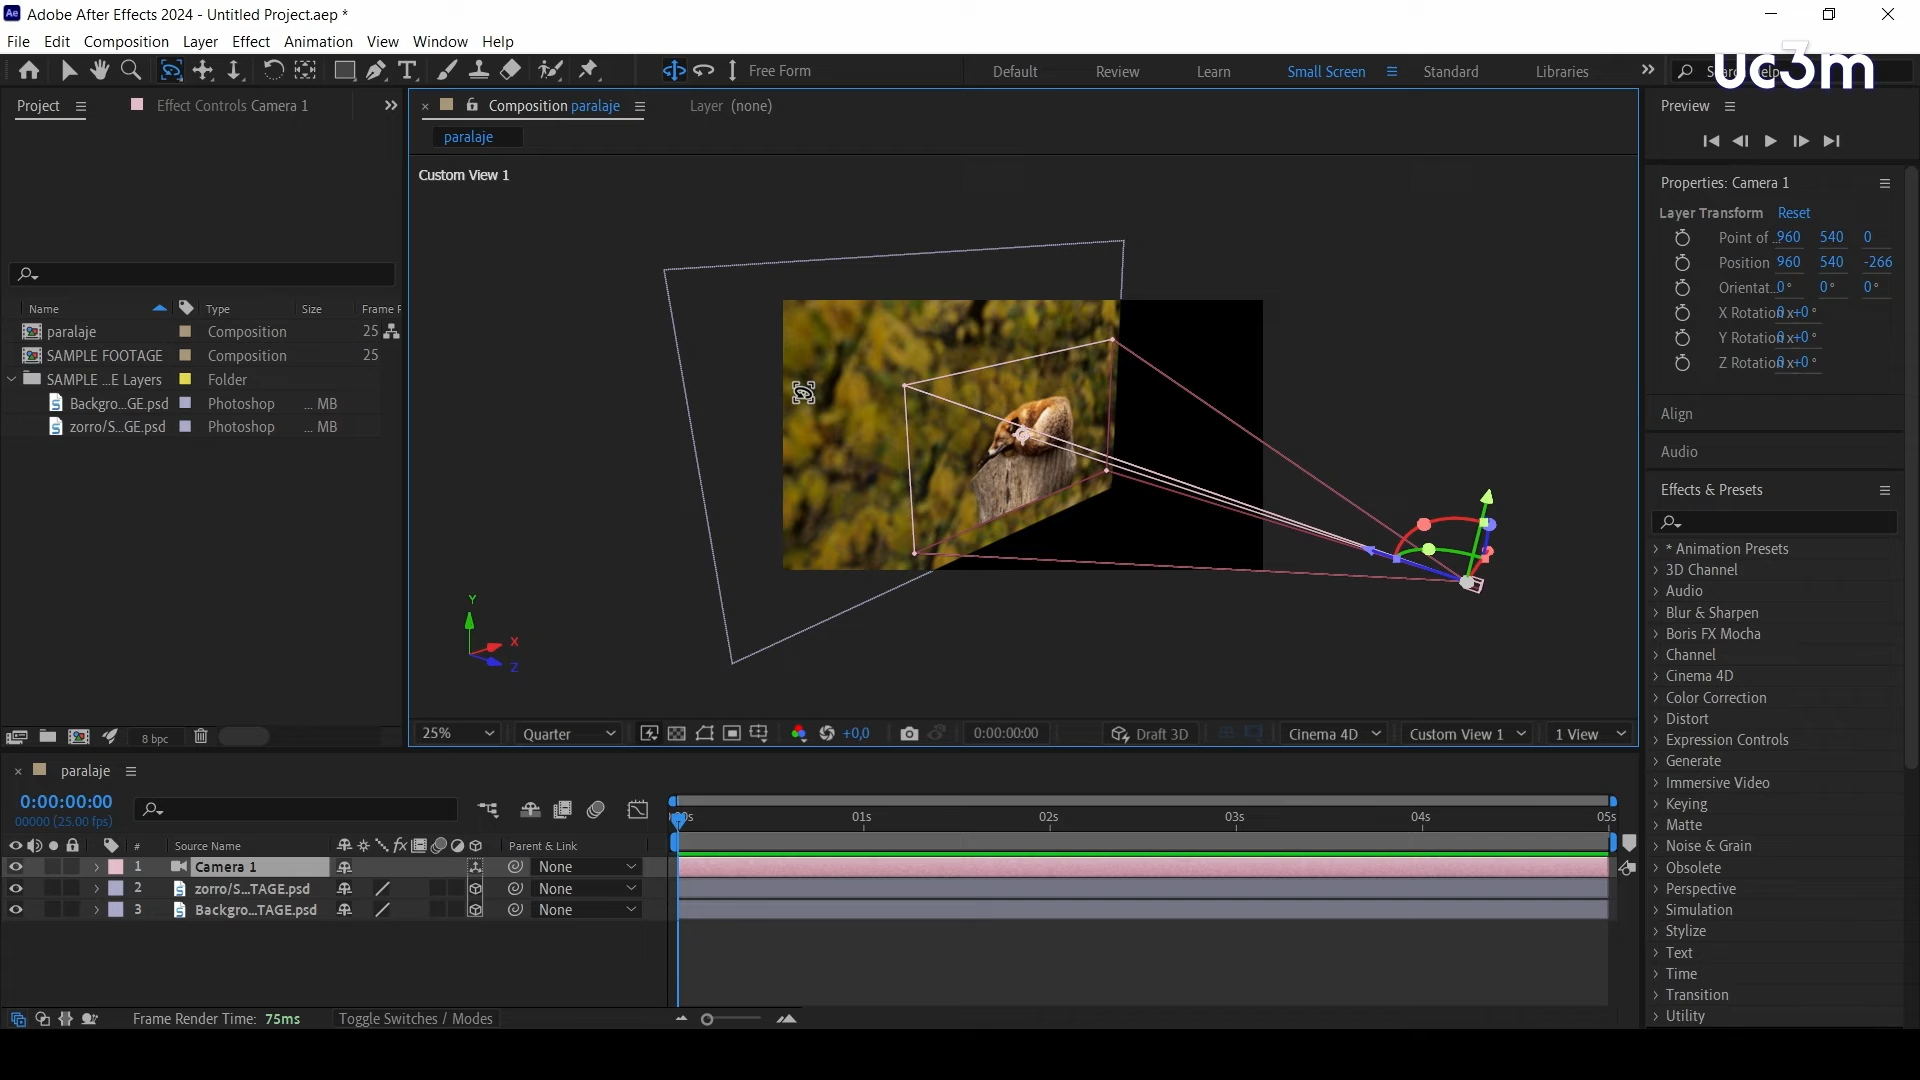 Adobe After Effects 2024 - Untitled Project.aep *
File Edit Composition Layer Effect Animation View Window Help
Free Form Default Review Learn Small Screen Standard Libraries
uc3m
Project Effect Controls Camera 1
Composition paralaje Layer (none)
Preview
paralaje
Custom View 1
Properties: Camera 1
Layer Transform Reset
Point of ... 960 540 0
Position 960 540 -266
Orientat... 0° 0° 0°
X Rotation 0x+0°
Y Rotation 0x+0°
Z Rotation 0x+0°
Name Type Size Frame R
paralaje Composition 25
SAMPLE FOOTAGE Composition 25
SAMPLE ...E Layers Folder
Backgro...GE.psd Photoshop ... MB
zorro/S...GE.psd Photoshop ... MB
Align
Audio
Effects & Presets
* Animation Presets
3D Channel
Audio
Blur & Sharpen
Boris FX Mocha
Channel
Cinema 4D
Color Correction
Distort
Expression Controls
Generate
Immersive Video
Keying
Matte
Noise & Grain
Obsolete
Perspective
Simulation
Stylize
Text
Time
Transition
Utility
Y
X
Z
8 bpc
25% Quarter +0,0 0:00:00:00 Draft 3D Cinema 4D Custom View 1 1 View
paralaje
0:00:00:00
00000 (25.00 fps)
01s 02s 03s 04s 05s
# Source Name fx Parent & Link
1 Camera 1 None
2 zorro/S...TAGE.psd None
3 Backgro...TAGE.psd None
Frame Render Time: 75ms Toggle Switches / Modes